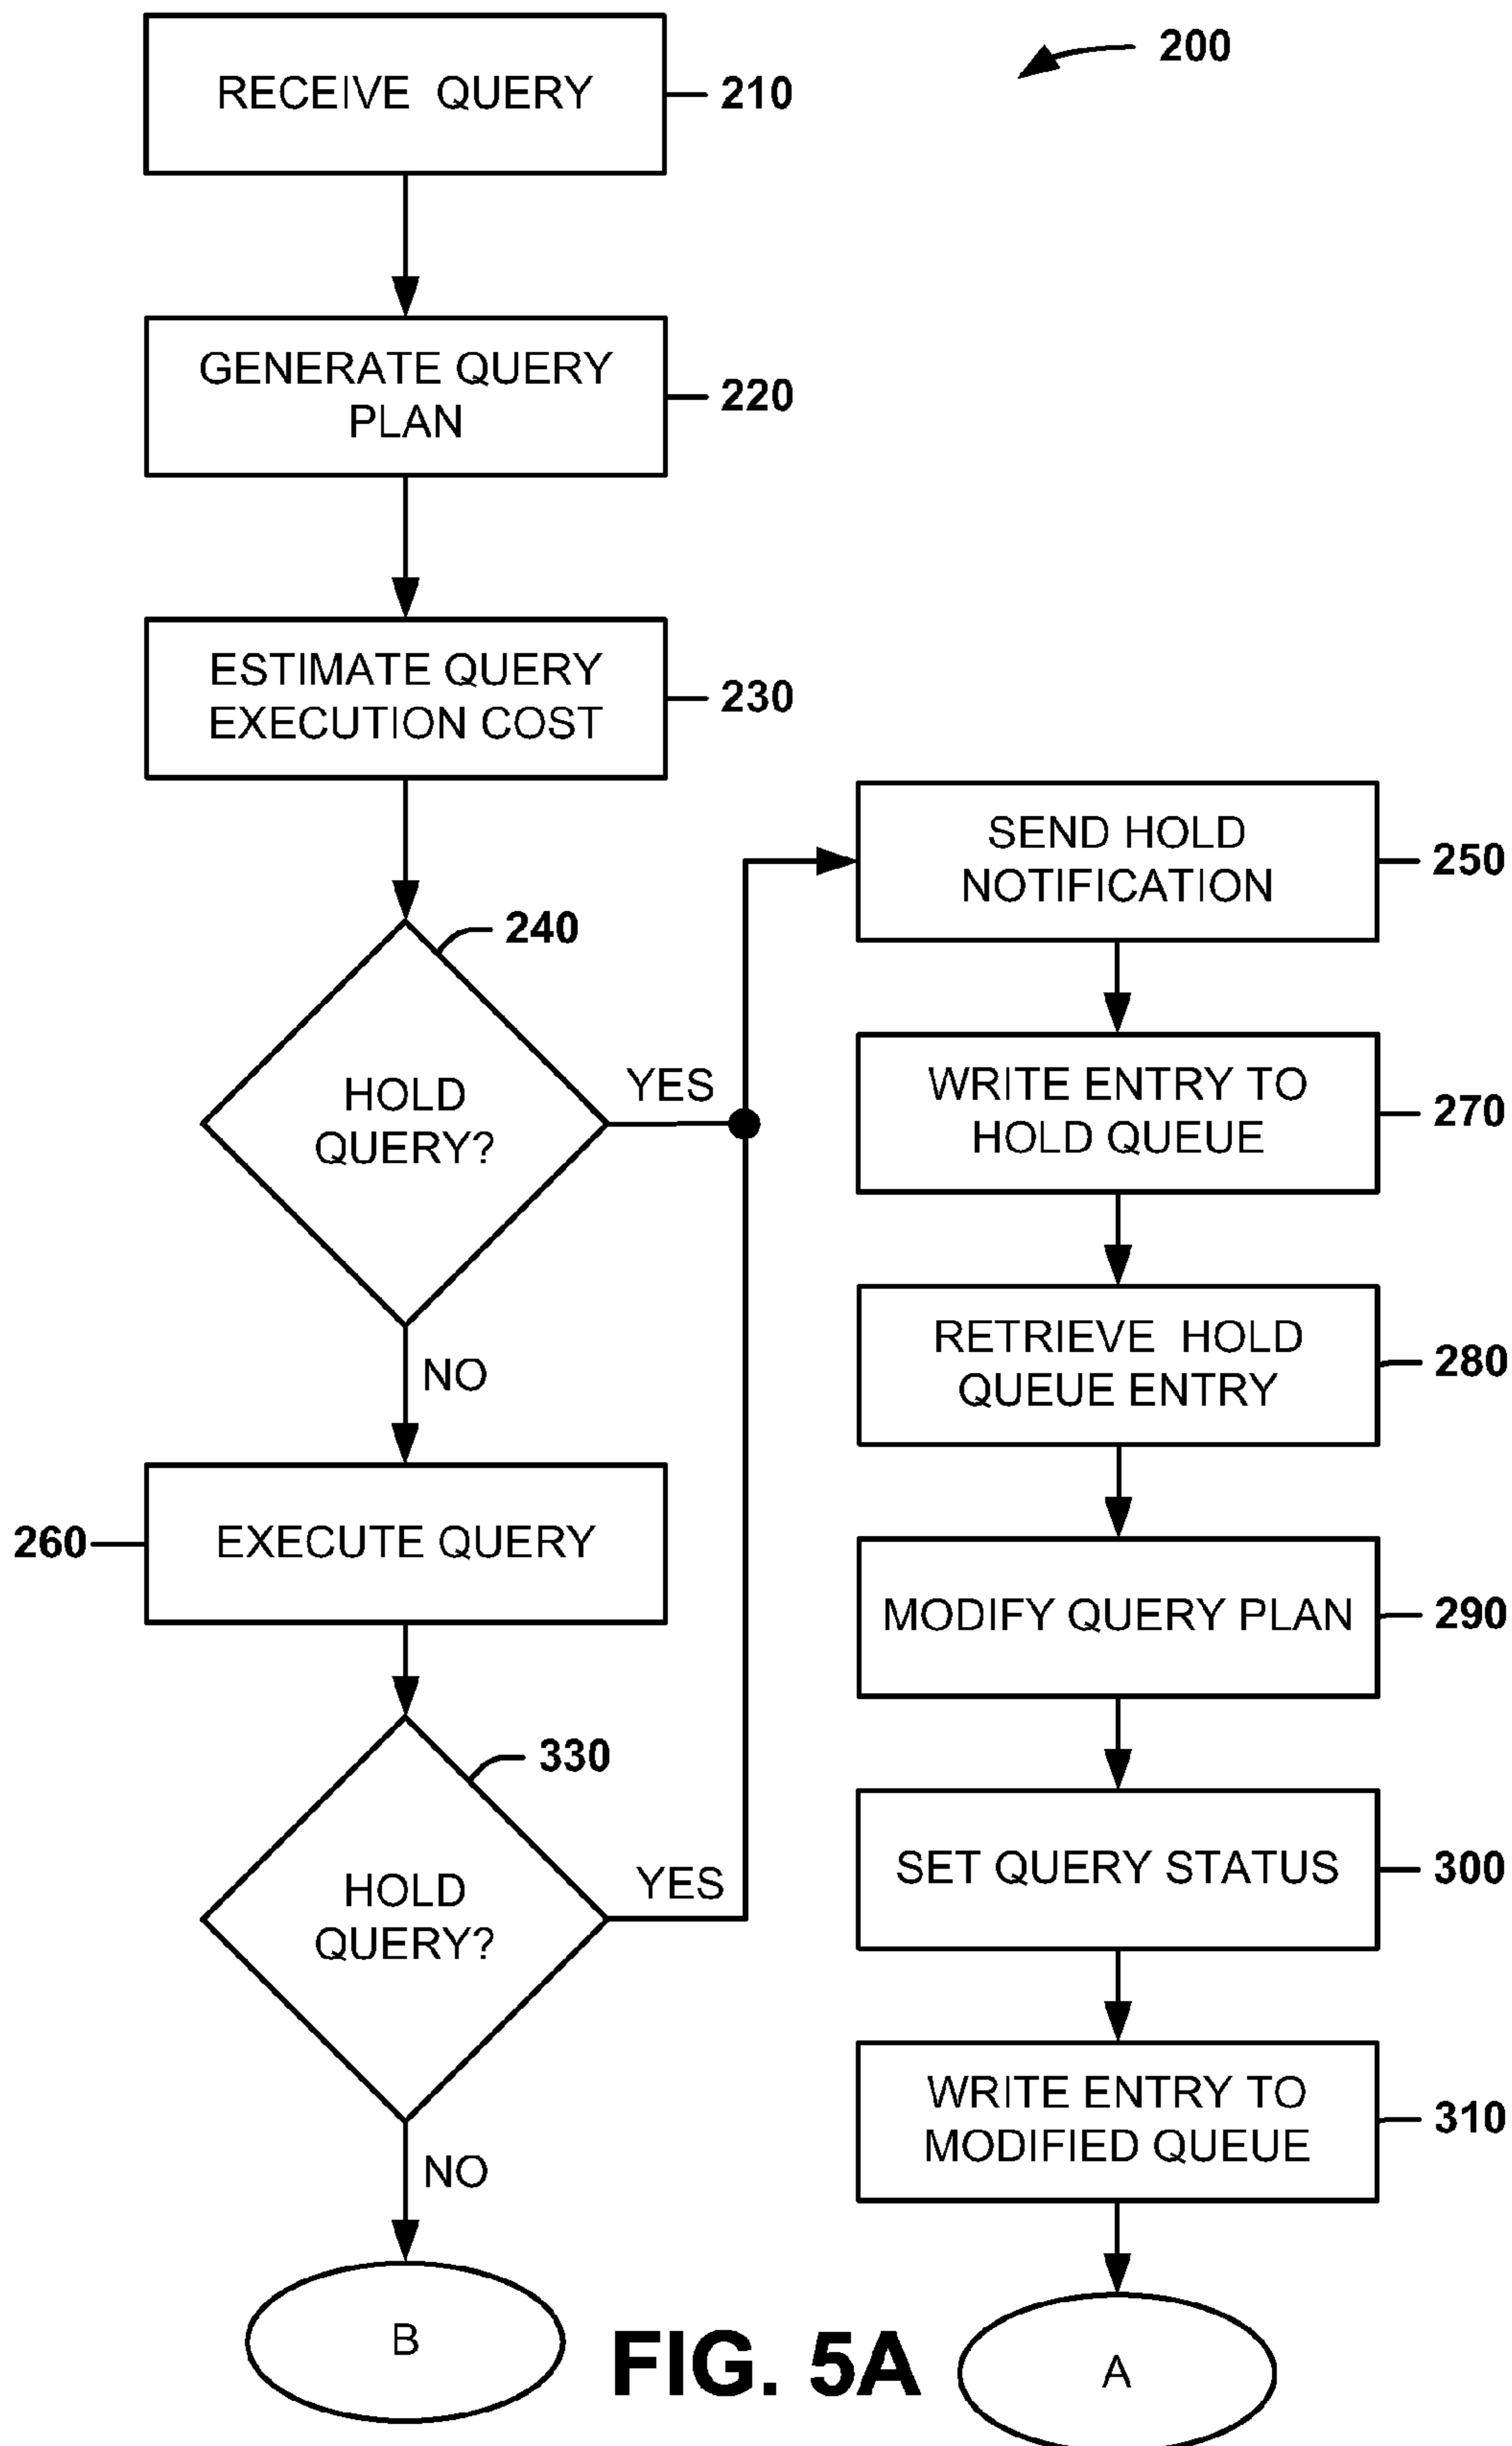 200
RECEIVE QUERY
210
GENERATE QUERY
PLAN
220
ESTIMATE QUERY
EXECUTION COST
230
240
HOLD
QUERY?
YES
NO
260
EXECUTE QUERY
330
HOLD
QUERY?
YES
NO
B
SEND HOLD
NOTIFICATION
250
WRITE ENTRY TO
HOLD QUEUE
270
RETRIEVE HOLD
QUEUE ENTRY
280
MODIFY QUERY PLAN
290
SET QUERY STATUS
300
WRITE ENTRY TO
MODIFIED QUEUE
310
A
FIG. 5A